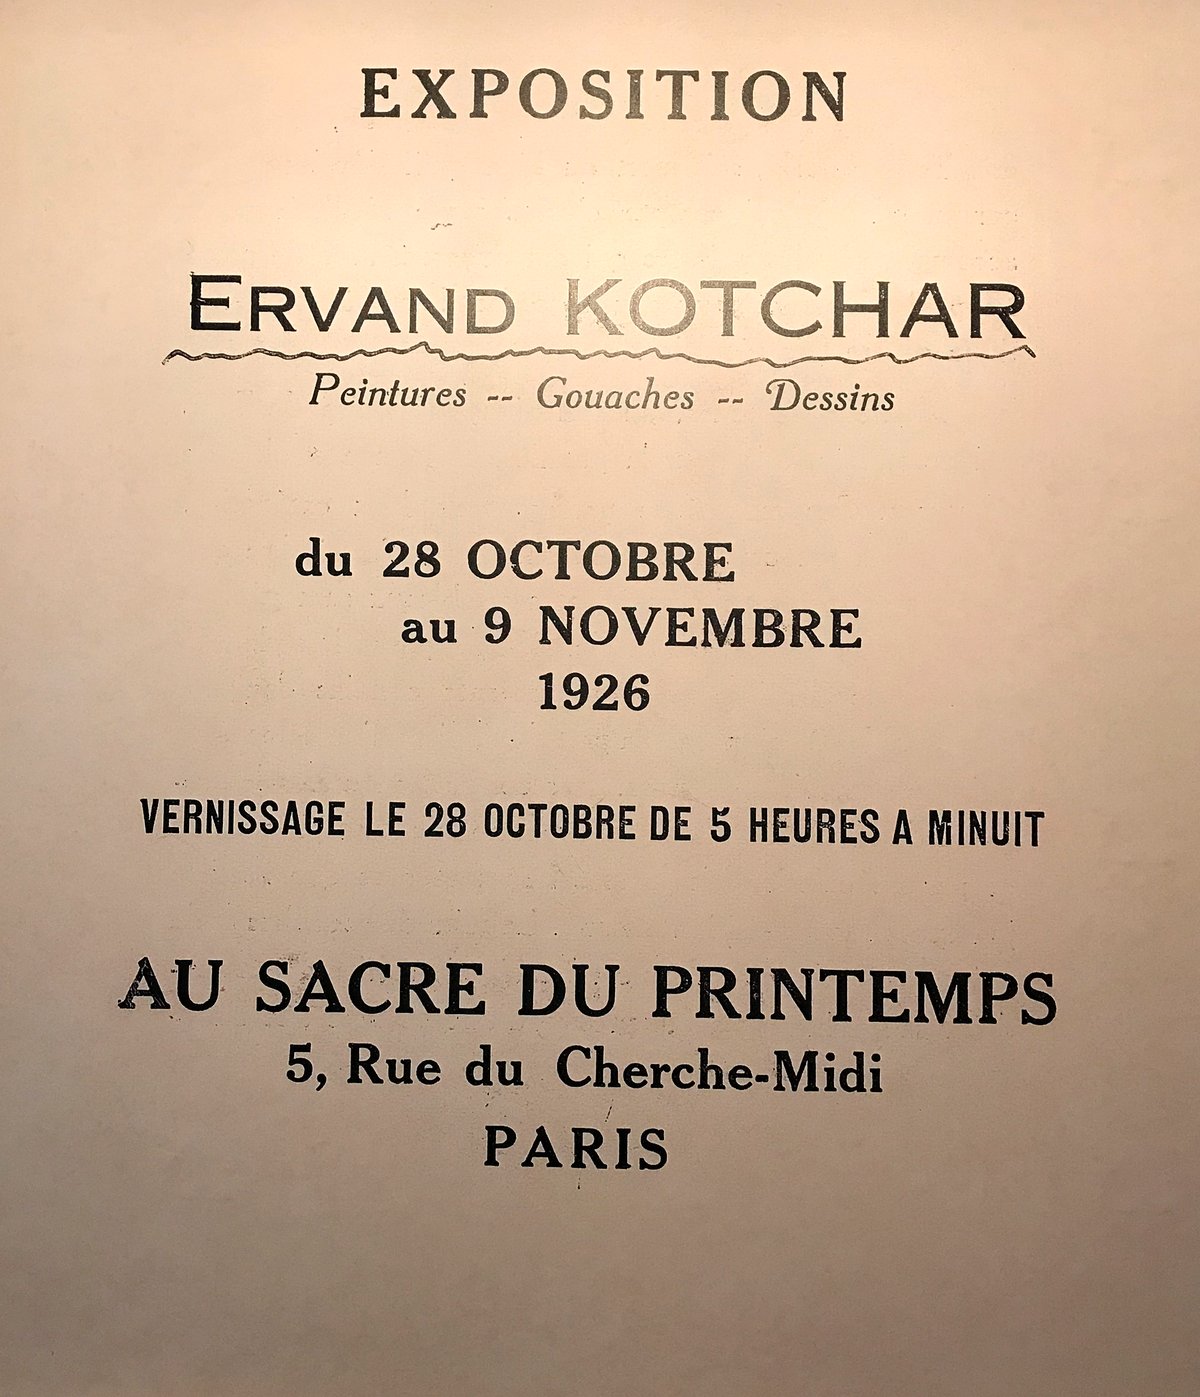 EXPOSITION
ERVAND KOTCHAR
Peintures -- Gouaches -- Dessins
du 28 OCTOBRE
au 9 NOVEMBRE
1926
VERNISSAGE LE 28 OCTOBRE DE 5 HEURES A MINUIT
AU SACRE DU PRINTEMPS
5, Rue du Cherche-Midi
PARIS